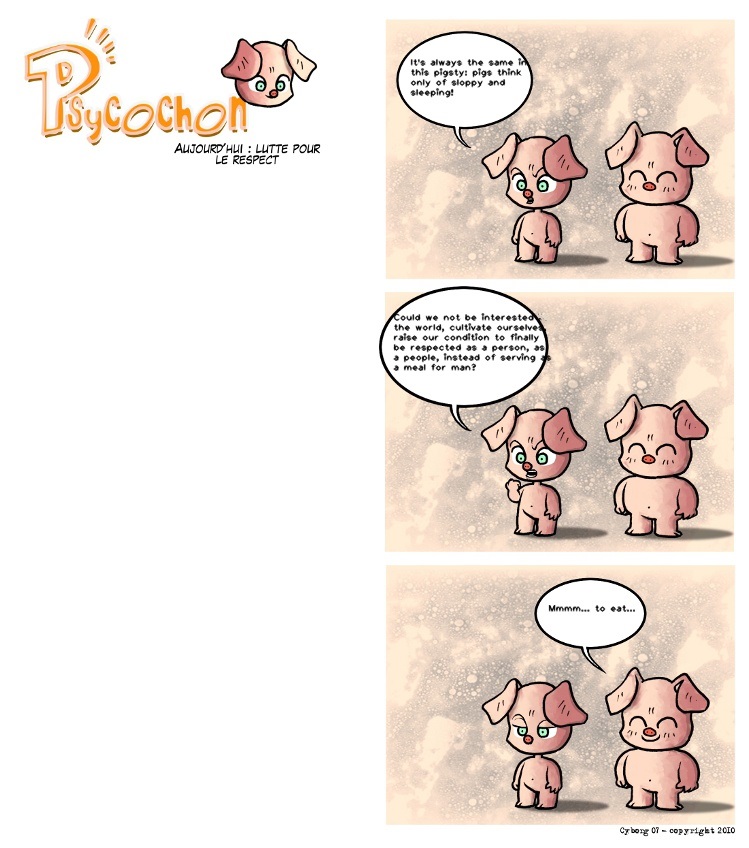 Psycochon
Aujourd'hui : lutte pour
le respect
It's always the same in
this pigsty: pigs think
only of sloppy and
sleeping!
Could we not be interested
the world, cultivate ourselves,
raise our condition to finally
be respected as a person, as
a people, instead of serving as
a meal for man?
Mmmm... to eat...
Cyborg 07 - copyright 2010